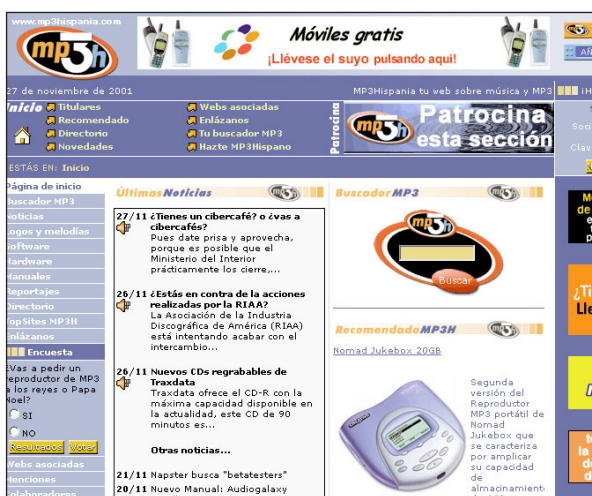 www.mp3hispania.com
mp3h
Móviles gratis
¡Llévese el suyo pulsando aqui!
27 de noviembre de 2001
MP3Hispania tu web sobre música y MP3
Inicio
Titulares
Recomendado
Directorio
Novedades
Webs asociadas
Enlázanos
Tu buscador MP3
Hazte MP3Hispano
Patrocina
mp3h
Patrocina
esta sección
ESTÁS EN: Inicio
Página de inicio
Buscador MP3
Noticias
Logos y melodías
Software
Hardware
Manuales
Reportajes
Directorio
TopSites MP3H
Enlázanos
Encuesta
¿Vas a pedir un
reproductor de MP3
a los reyes o Papa
Noel?
SI
NO
Resultados Votar
Webs asociadas
Menciones
Colaboradores
ÚltimasNoticias
27/11 ¿Tienes un cibercafé? o ¿vas a
cibercafés?
Pues date prisa y aprovecha,
porque es posible que el
Ministerio del Interior
prácticamente los cierre,...
26/11 ¿Estás en contra de la acciones
realizadas por la RIAA?
La Asociación de la Industria
Discográfica de América (RIAA)
está intentando acabar con el
intercambio...
26/11 Nuevos CDs regrabables de
Traxdata
Traxdata ofrece el CD-R con la
máxima capacidad disponible en
la actualidad, este CD de 90
minutos es...
Otras noticias...
21/11 Napster busca "betatesters"
20/11 Nuevo Manual: Audiogalaxy
Buscador MP3
mp3h
Buscar
RecomendadoMP3H
Nomad Jukebox 20GB
Segunda
versión del
Reproductor
MP3 portátil de
Nomad
Jukebox que
se caracteriza
por amplicar
su capacidad
de
almacinamient